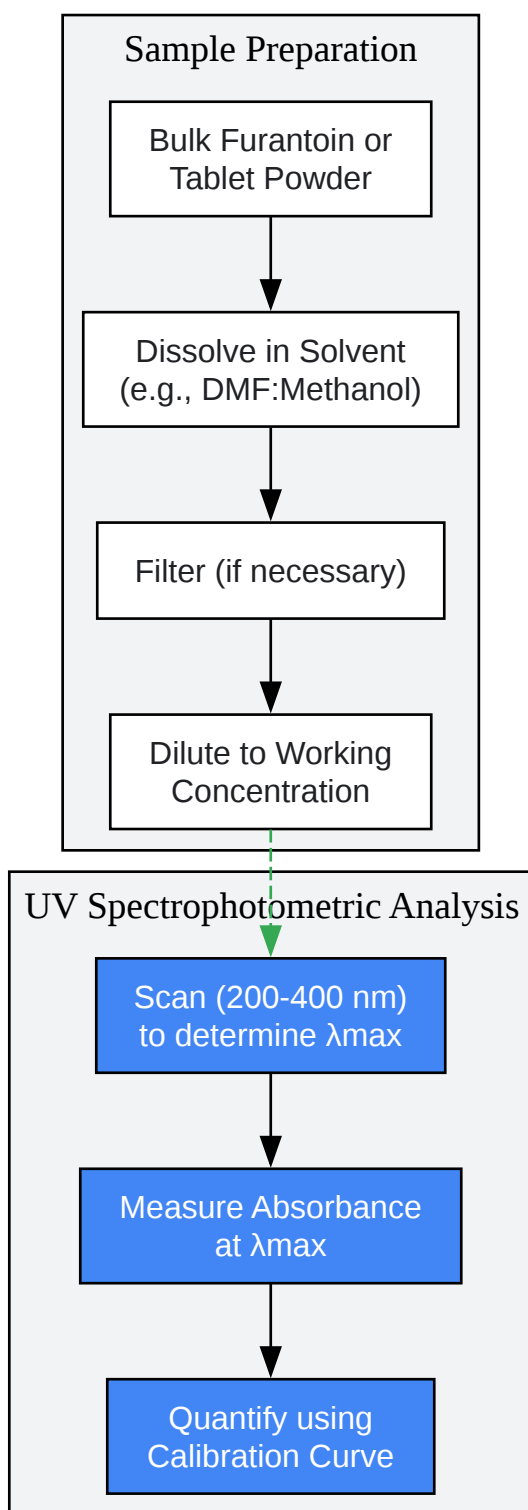 Sample Preparation
Bulk Furantoin or
Tablet Powder
Dissolve in Solvent
(e.g., DMF:Methanol)
Filter (if necessary)
Dilute to Working
Concentration
UV Spectrophotometric Analysis
Scan (200-400 nm)
to determine λmax
Measure Absorbance
at λmax
Quantify using
Calibration Curve